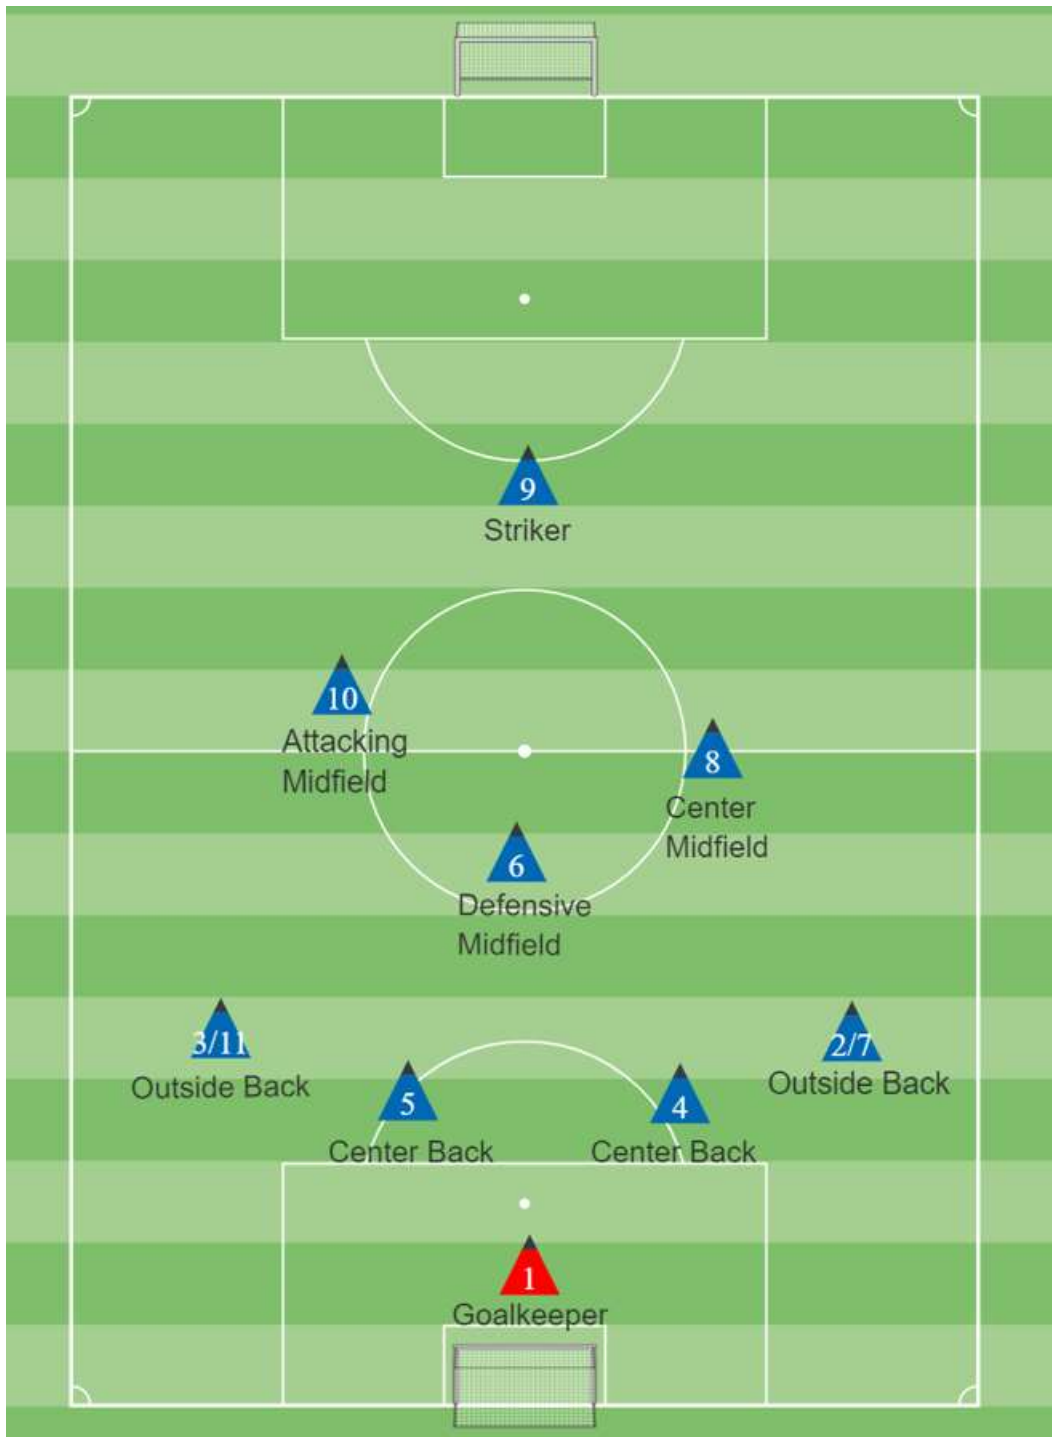 9
Striker
10
Attacking
Midfield
8
Center
Midfield
6
Defensive
Midfield
3/11
Outside Back
2/7
Outside Back
5
Center Back
4
Center Back
1
Goalkeeper